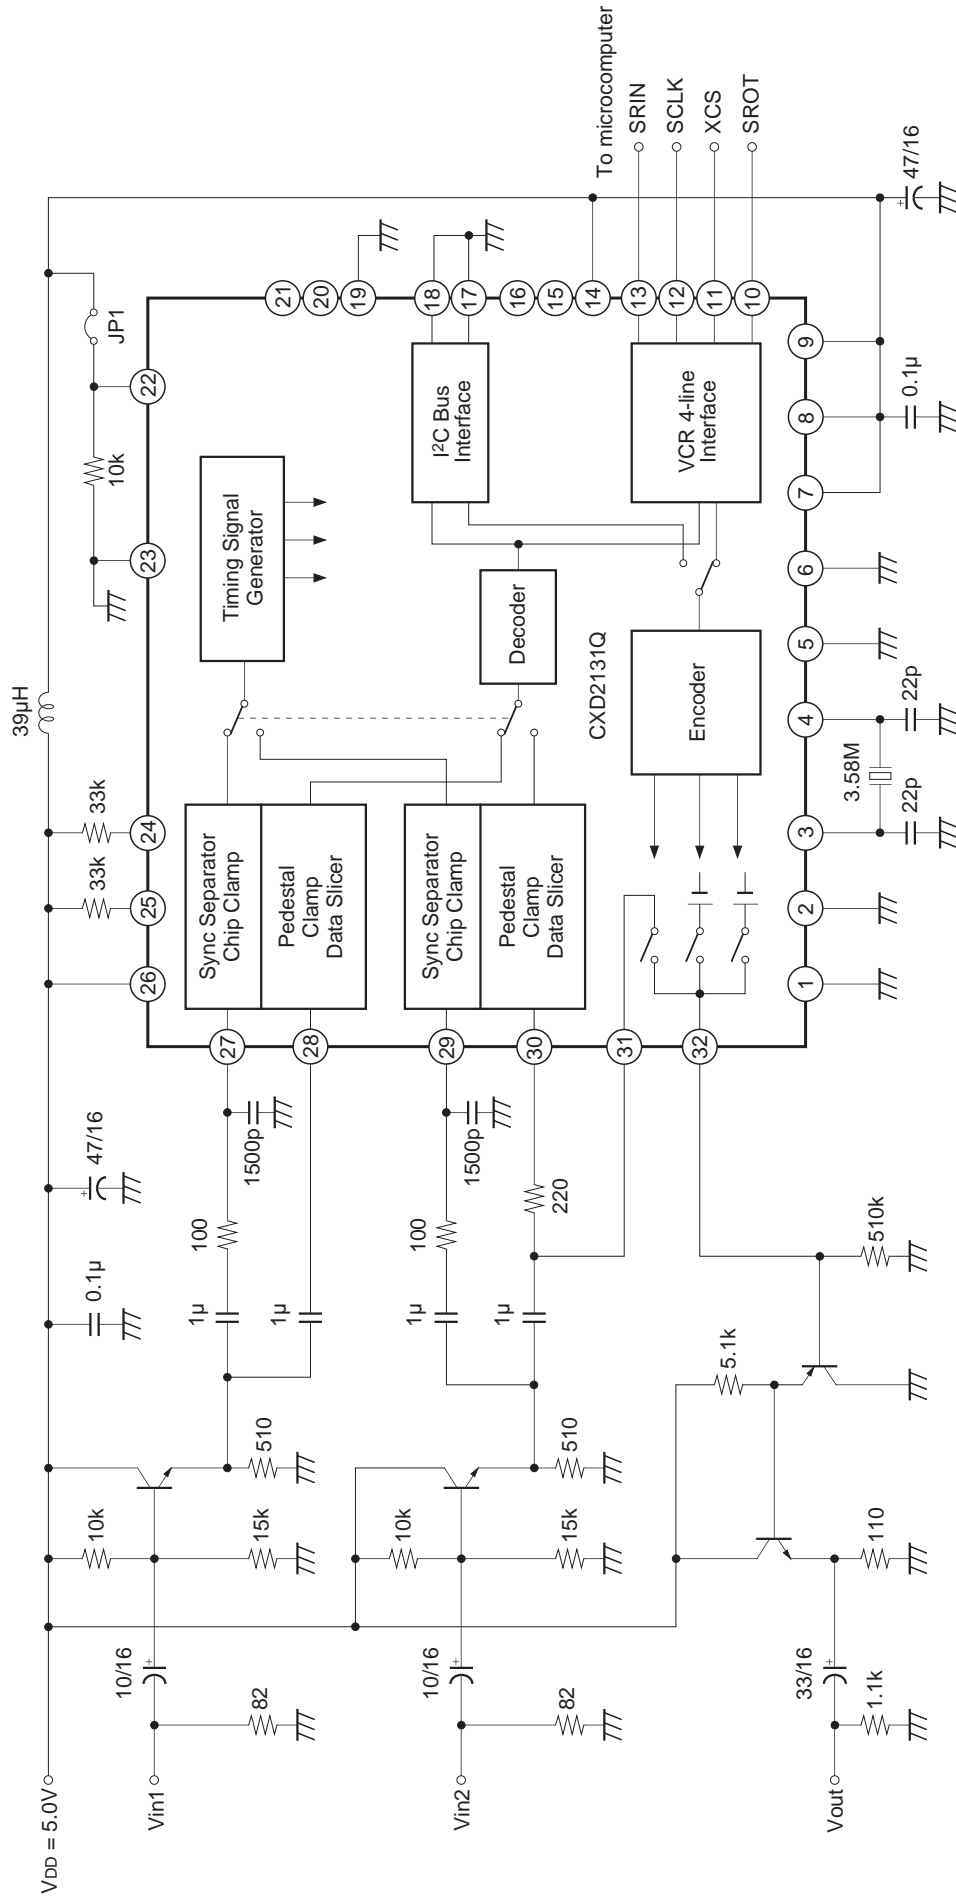 VDD = 5.0V
39µH
JP1
10k
33k
33k
47/16
0.1µ
10k
15k
510
10/16
82
Vin1
1µ
100
1500p
1µ
10k
15k
510
10/16
82
Vin2
1µ
100
1500p
1µ
220
5.1k
510k
110
33/16
1.1k
Vout
26
25
24
23
22
27
28
29
30
31
32
Sync Separator
Chip Clamp
Pedestal
Clamp
Data Slicer
Sync Separator
Chip Clamp
Pedestal
Clamp
Data Slicer
Timing Signal
Generator
Decoder
CXD2131Q
Encoder
I2C Bus
Interface
VCR 4-line
Interface
21
20
19
18
17
16
15
14
13
12
11
10
To microcomputer
SRIN
SCLK
XCS
SROT
1
2
3
4
5
6
7
8
9
22p
3.58M
22p
0.1µ
47/16